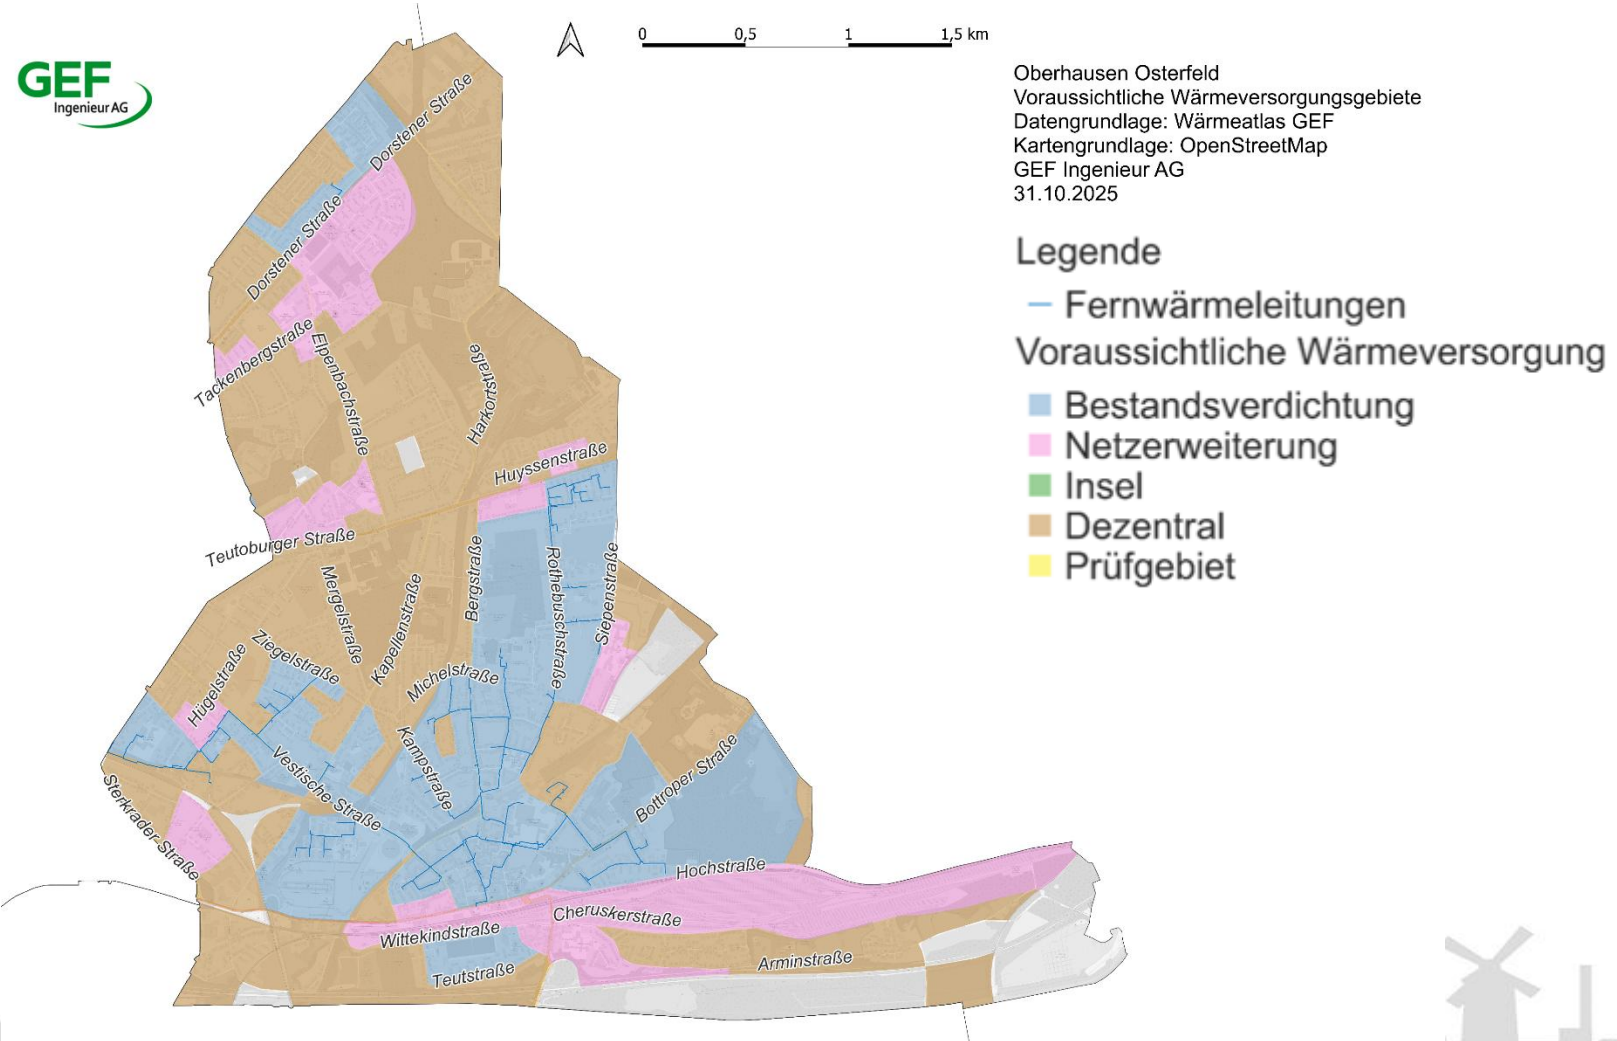 GEF
Ingenieur AG
0 0,5 1 1,5 km
Oberhausen Osterfeld
Voraussichtliche Wärmeversorgungsgebiete
Datengrundlage: Wärmeatlas GEF
Kartengrundlage: OpenStreetMap
GEF Ingenieur AG
31.10.2025
Legende
Fernwärmeleitungen
Voraussichtliche Wärmeversorgung
Bestandsverdichtung
Netzerweiterung
Insel
Dezentral
Prüfgebiet
Dorstener Straße
Dorstener Straße
Tackenbergstraße
Elpenbachstraße
Harkortstraße
Huyssenstraße
Teutoburger Straße
Mergelstraße
Kapellenstraße
Bergstraße
Rothebuschstraße
Siepenstraße
Ziegelstraße
Hügelstraße
Michelstraße
Kampstraße
Vestische Straße
Sterkrader Straße
Bottroper Straße
Hochstraße
Cheruskerstraße
Wittekindstraße
Teutstraße
Arminstraße